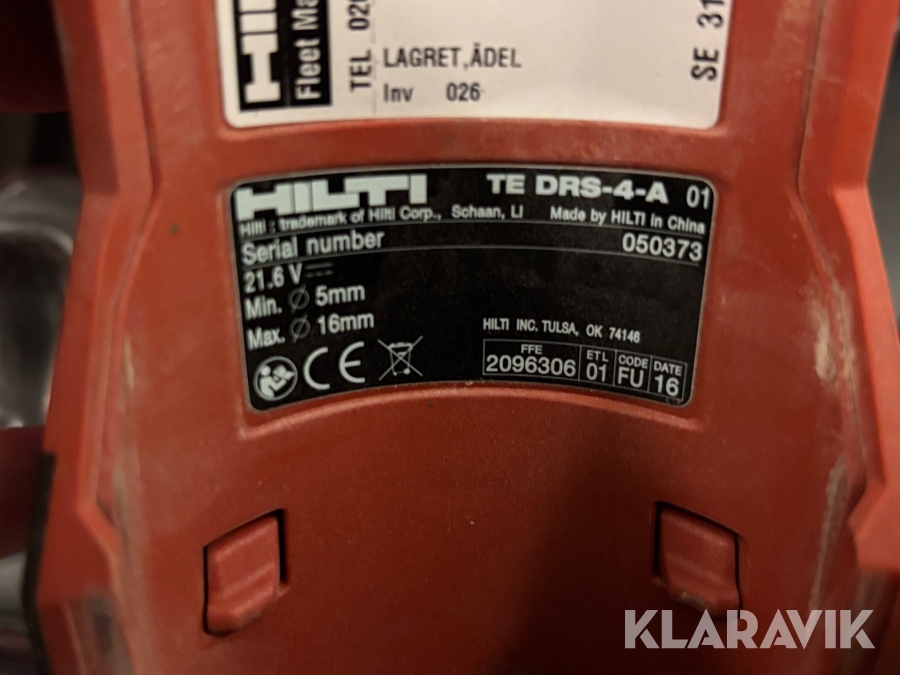 Fleet Ma
TEL 02
LAGRET,ÅDEL
Inv 026
SE 31
HILTI TE DRS-4-A 01
Hilti : trademark of Hilti Corp., Schaan, LI Made by HILTI in China
Serial number 050373
21.6 V
Min. Ø 5mm
Max. Ø 16mm
HILTI INC. TULSA, OK 74146
FFE ETL CODE DATE
2096306 01 FU 16
CE
KLARAVIK